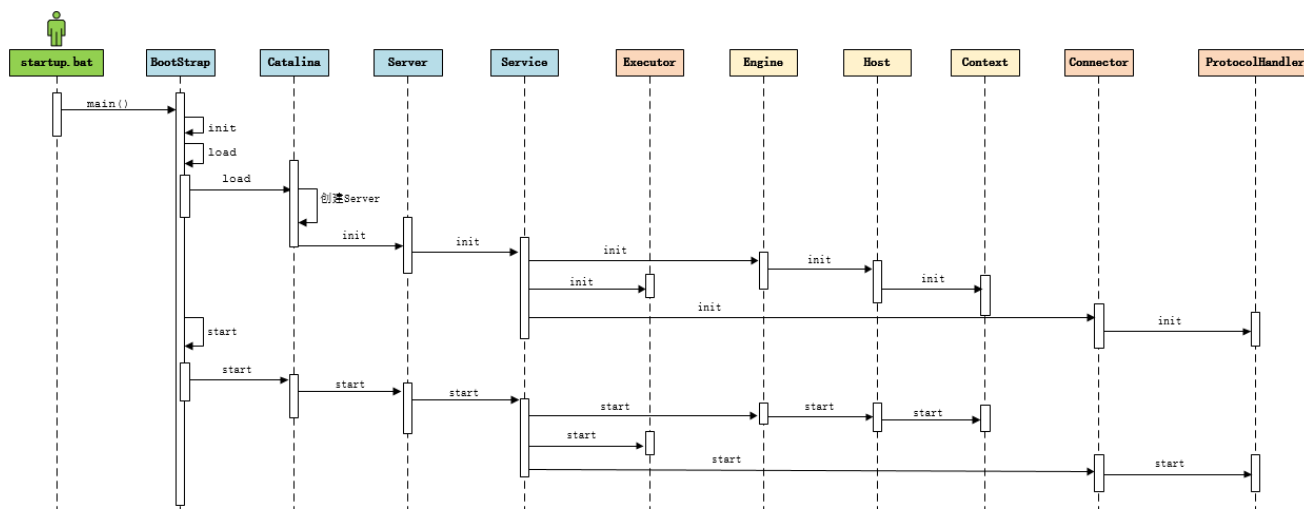 startup.bat
BootStrap
Catalina
Server
Service
Executor
Engine
Host
Context
Connector
ProtocolHandler
main()
init
load
load
创建Server
init
init
init
init
init
init
init
init
start
start
start
start
start
start
start
start
start
start